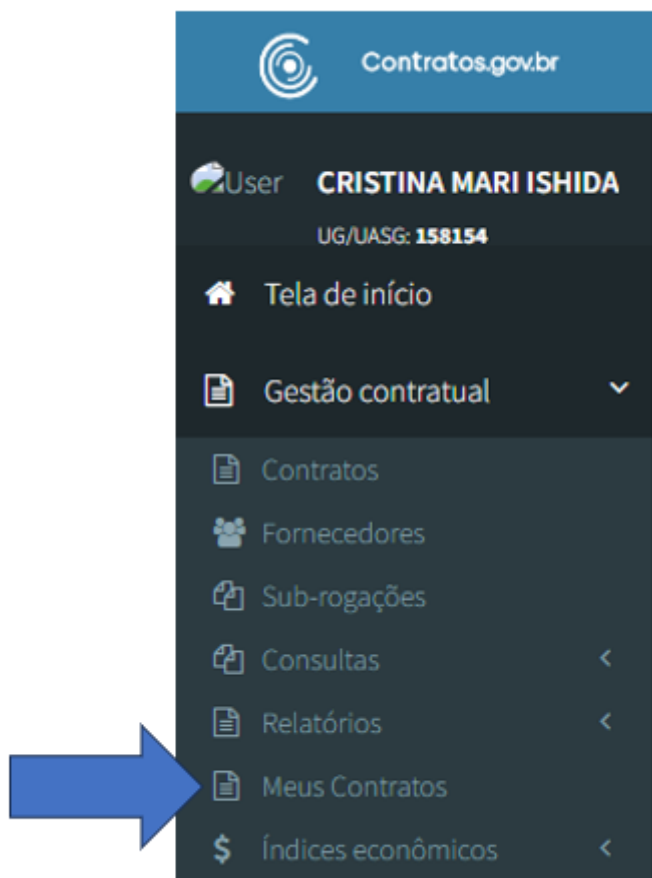 Contratos.gov.br
User CRISTINA MARI ISHIDA
UG/UASG: 158154
Tela de início
Gestão contratual
Contratos
Fornecedores
Sub-rogações
Consultas
Relatórios
Meus Contratos
Índices econômicos